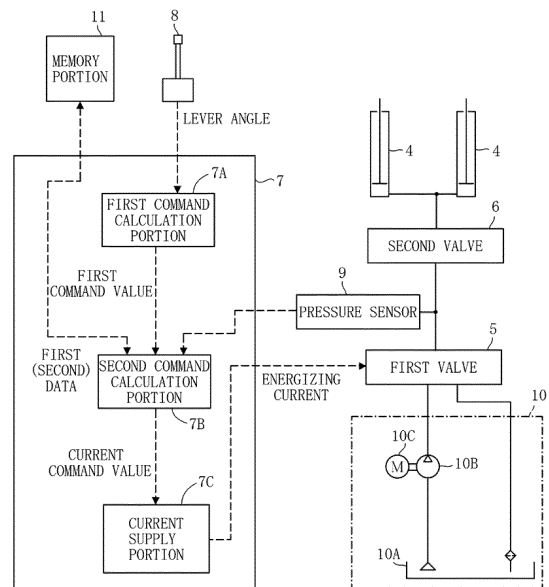 11
MEMORY
PORTION
8
LEVER ANGLE
7
7A
FIRST COMMAND
CALCULATION
PORTION
FIRST
COMMAND VALUE
FIRST
(SECOND)
DATA
SECOND COMMAND
CALCULATION
PORTION
7B
CURRENT
COMMAND VALUE
7C
CURRENT
SUPPLY
PORTION
4
4
6
SECOND VALVE
9
PRESSURE SENSOR
5
FIRST VALVE
ENERGIZING
CURRENT
10
10C
M
10B
10A